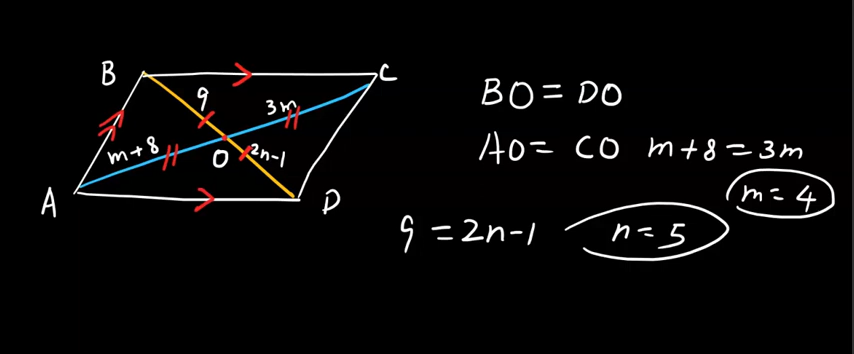 B
C
9
3m
m+8
O
2n-1
A
D
BO = DO
AO = CO m+8 = 3m
m = 4
9 = 2n-1 n = 5